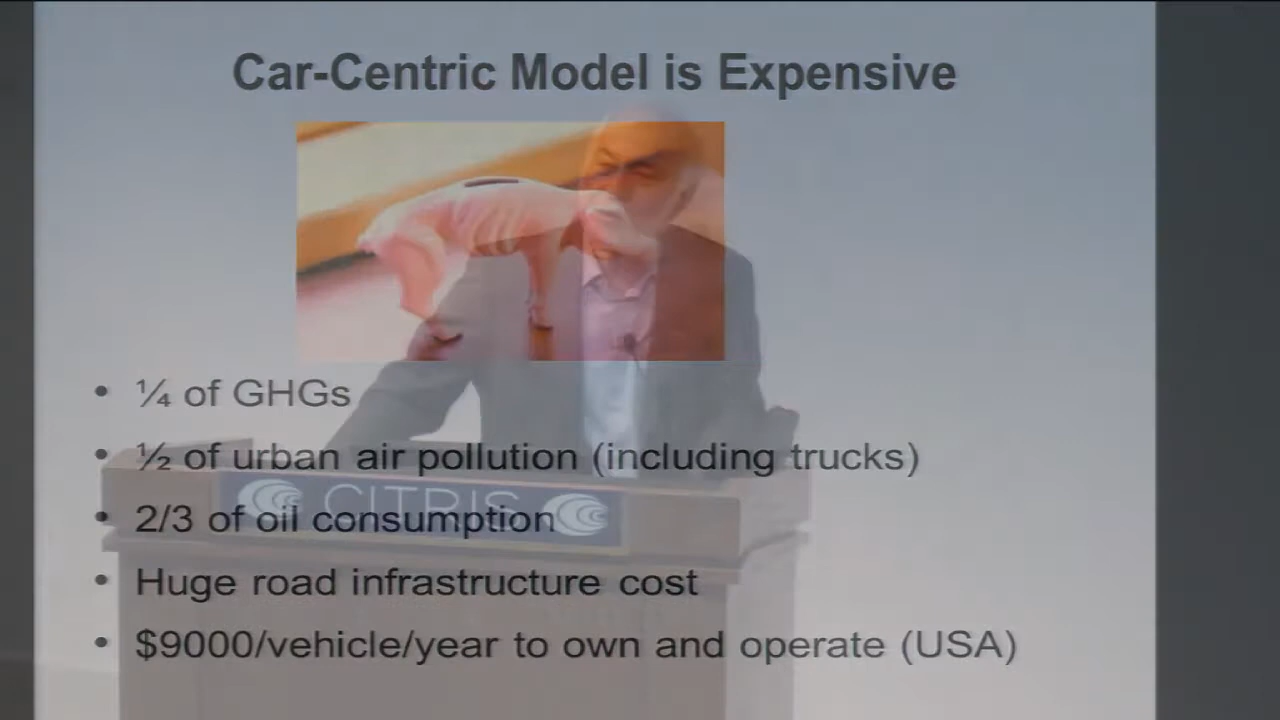 Car-Centric Model is Expensive
• ¼ of GHGs
• ½ of urban air pollution (including trucks)
CITRIS
• 2/3 of oil consumption
• Huge road infrastructure cost
• $9000/vehicle/year to own and operate (USA)